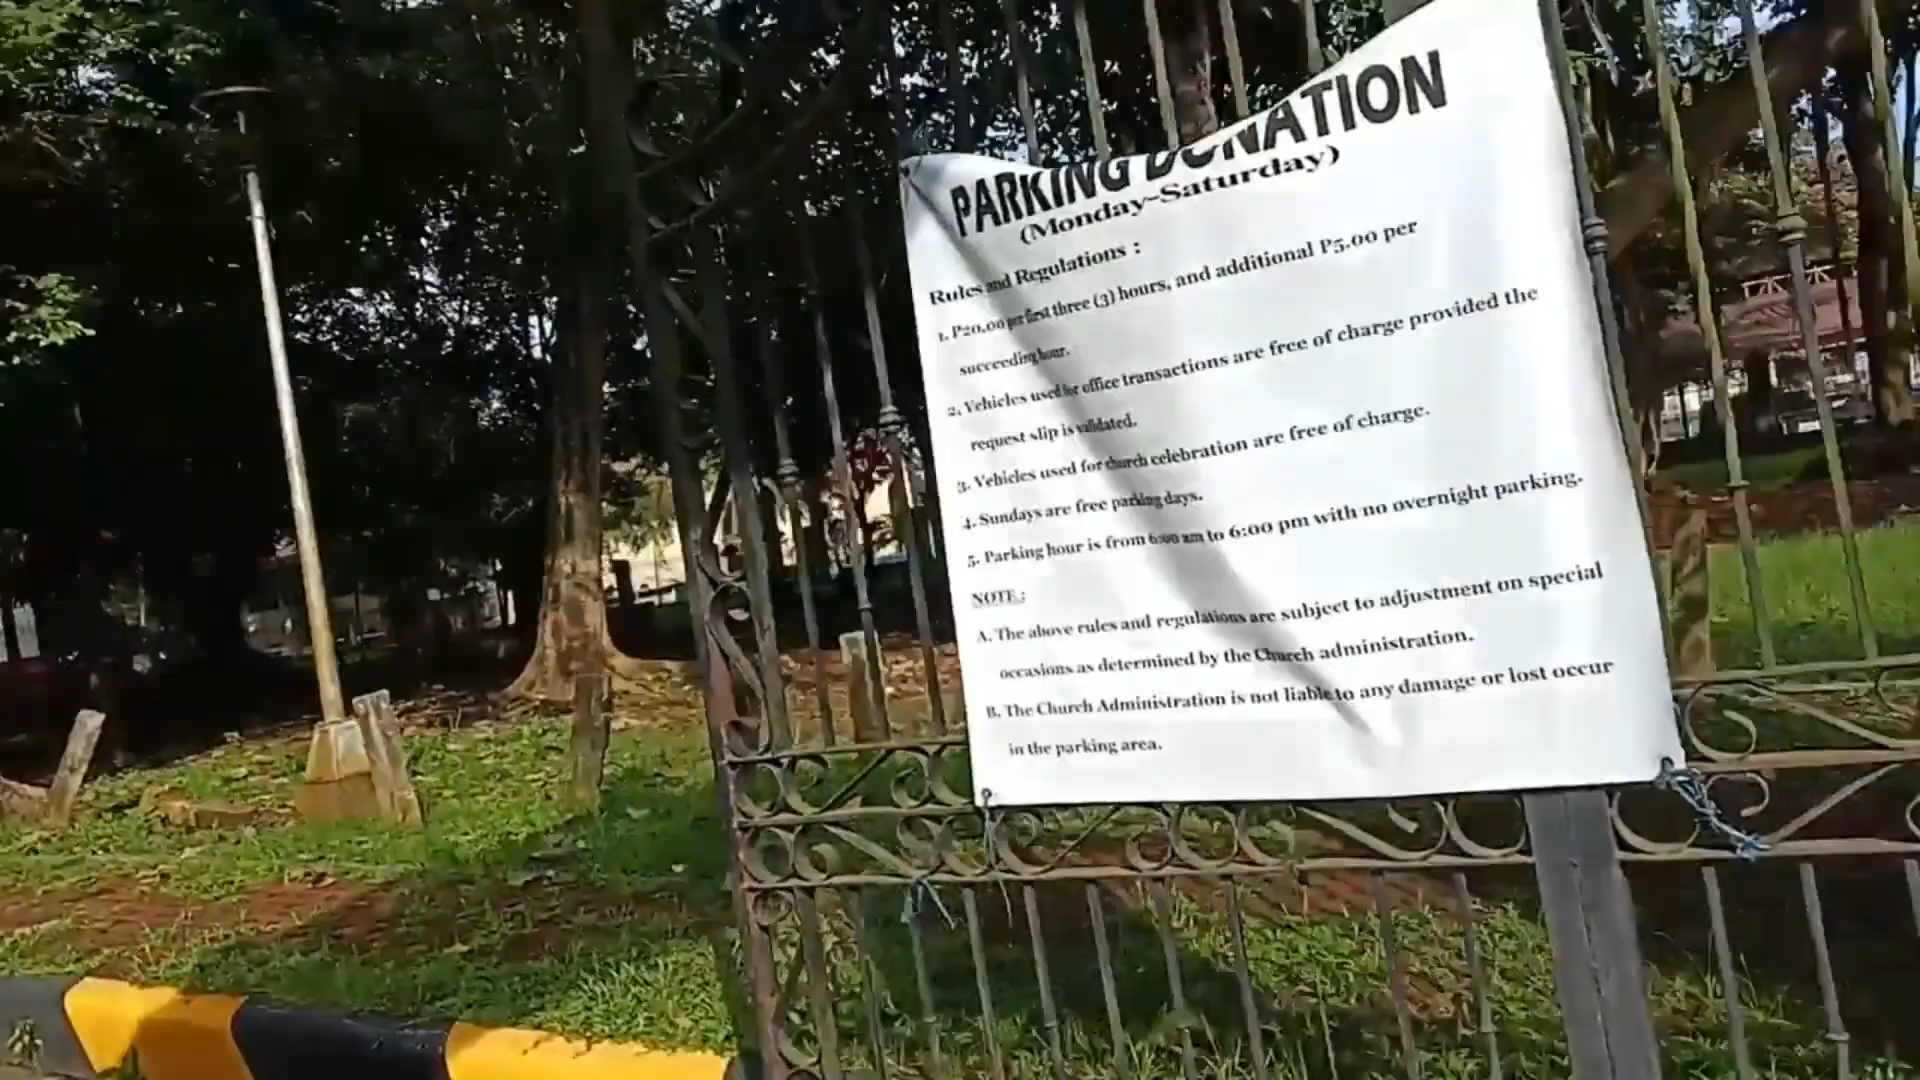 PARKING DONATION
(Monday-Saturday)
Rules and Regulations :
1. P20.00 per first three (3) hours, and additional P5.00 per
succeeding hour.
2. Vehicles used for office transactions are free of charge provided the
request slip is validated.
3. Vehicles used for church celebration are free of charge.
4. Sundays are free parking days.
5. Parking hour is from 6:00 am to 6:00 pm with no overnight parking.
NOTE :
A. The above rules and regulations are subject to adjustment on special
occasions as determined by the Church administration.
B. The Church Administration is not liable to any damage or lost occur
in the parking area.